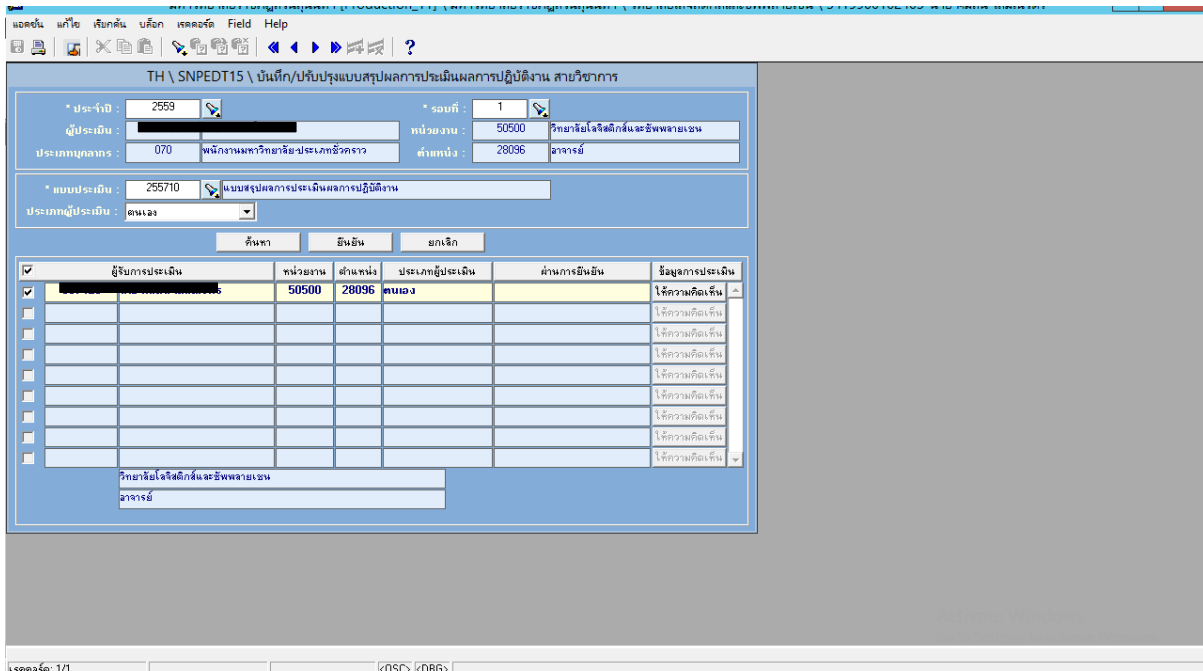 แอคชั่น แก้ไข เรียกค้น บล็อก เรคคอร์ด Field Help
TH \ SNPEDT15 \ บันทึก/ปรับปรุงแบบสรุปผลการประเมินผลการปฏิบัติงาน สายวิชาการ
* ประจำปี : 2559 * รอบที่ : 1
ผู้ประเมิน : หน่วยงาน : 50500 วิทยาลัยโลจิสติกส์และซัพพลายเชน
ประเภทบุคลากร : 070 พนักงานมหาวิทยาลัย-ประเภทชั่วคราว ตำแหน่ง : 28096 อาจารย์
* แบบประเมิน : 255710 แบบสรุปผลการประเมินผลการปฏิบัติงาน
ประเภทผู้ประเมิน : ตนเอง
ค้นหา ยืนยัน ยกเลิก
ผู้รับการประเมิน หน่วยงาน ตำแหน่ง ประเภทผู้ประเมิน ผ่านการยืนยัน ข้อมูลการประเมิน
50500 28096 ตนเอง ให้ความคิดเห็น
ให้ความคิดเห็น
ให้ความคิดเห็น
ให้ความคิดเห็น
ให้ความคิดเห็น
ให้ความคิดเห็น
ให้ความคิดเห็น
ให้ความคิดเห็น
ให้ความคิดเห็น
วิทยาลัยโลจิสติกส์และซัพพลายเชน
อาจารย์
เรคคอร์ด: 1/1 <OSC> <DBG>